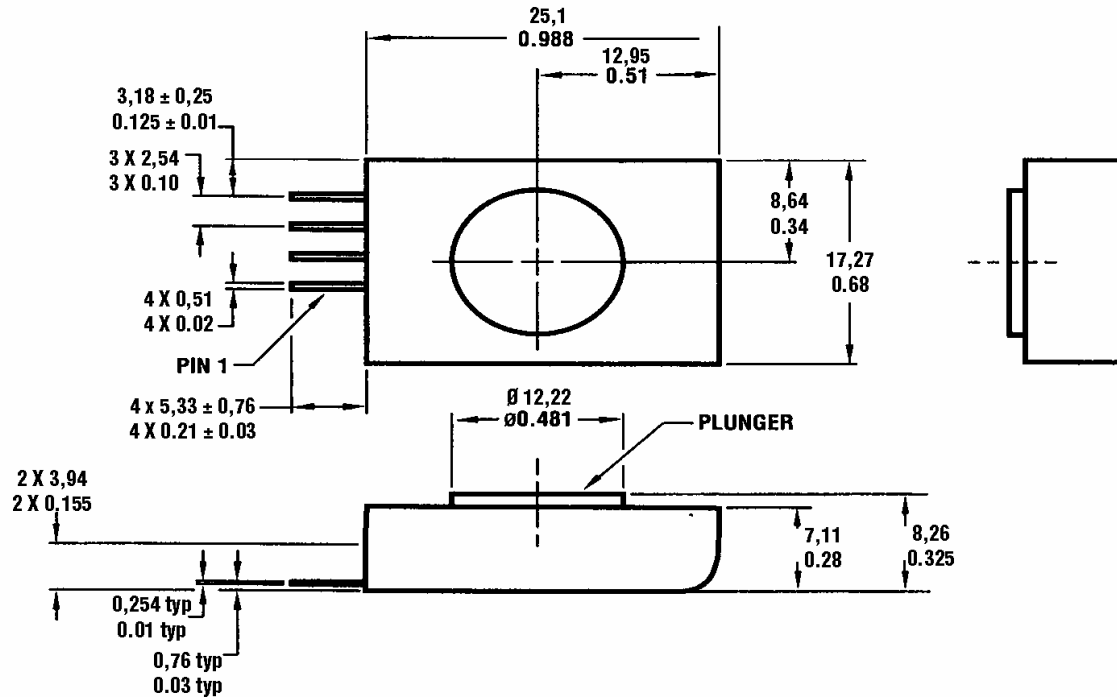 25,1
0.988
12,95
0.51
3,18 ± 0,25
0.125 ± 0.01
3 X 2,54
3 X 0.10
8,64
0.34
17,27
0.68
4 X 0,51
4 X 0.02
PIN 1
4 x 5,33 ± 0,76
4 X 0.21 ± 0.03
Ø 12,22
ø0.481
PLUNGER
2 X 3,94
2 X 0.155
7,11
0.28
8,26
0.325
0,254 typ
0.01 typ
0,76 typ
0.03 typ